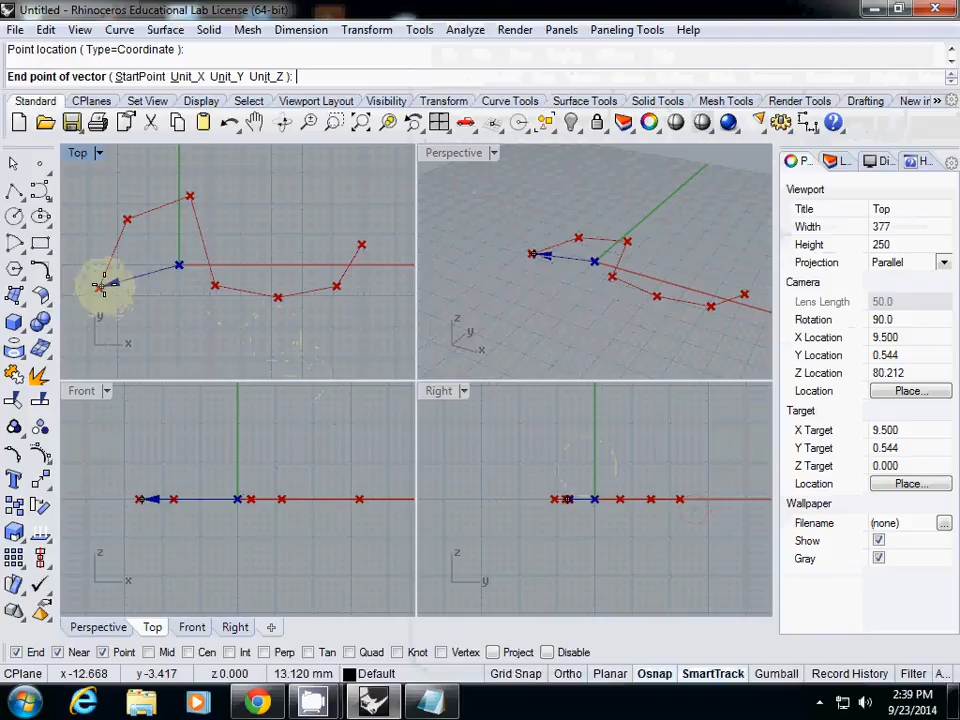 Untitled - Rhinoceros Educational Lab License (64-bit)
File Edit View Curve Surface Solid Mesh Dimension Transform Tools Analyze Render Panels Paneling Tools Help
Point location ( Type=Coordinate ):
End point of vector ( StartPoint Unit_X Unit_Y Unit_Z ):
Standard CPlanes Set View Display Select Viewport Layout Visibility Transform Curve Tools Surface Tools Solid Tools Mesh Tools Render Tools Drafting New in »
Top
Perspective
P... L... Di... H...
Viewport
Title Top
Width 377
Height 250
Projection Parallel
Camera
Lens Length 50.0
Rotation 90.0
X Location 9.500
Y Location 0.544
Z Location 80.212
Location Place...
Target
X Target 9.500
Y Target 0.544
Z Target 0.000
Location Place...
Wallpaper
Filename (none) ...
Show
Gray
y x
z y x
Front
Right
z x
z y
Perspective Top Front Right
End Near Point Mid Cen Int Perp Tan Quad Knot Vertex Project Disable
CPlane x -12.668 y -3.417 z 0.000 13.120 mm Default Grid Snap Ortho Planar Osnap SmartTrack Gumball Record History Filter A...
2:39 PM
9/23/2014